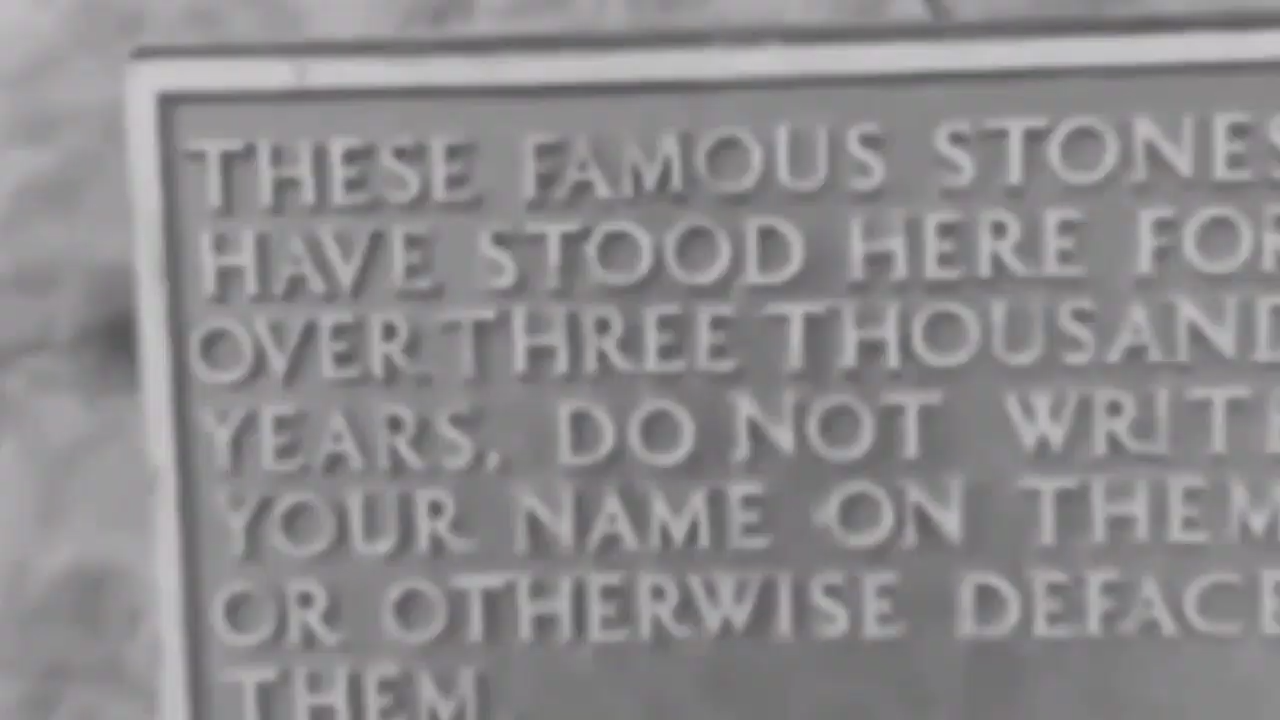 THESE FAMOUS STONES
HAVE STOOD HERE FOR
OVER THREE THOUSAND
YEARS. DO NOT WRITE
YOUR NAME ON THEM
OR OTHERWISE DEFACE
THEM